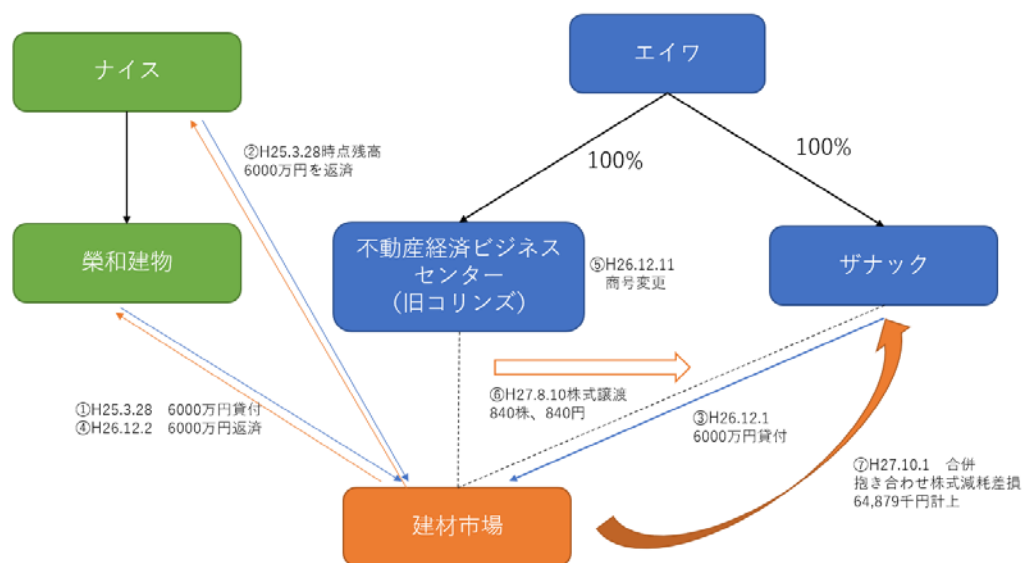 ナイス
エイワ
②H25.3.28時点残高
6000万円を返済
100%
100%
榮和建物
不動産経済ビジネス
センター
（旧コリンズ）
⑤H26.12.11
商号変更
ザナック
①H25.3.28　6000万円貸付
④H26.12.2　6000万円返済
⑥H27.8.10株式譲渡
840株、840円
③H26.12.1
6000万円貸付
⑦H27.10.1　合併
抱き合わせ株式減耗差損
64,879千円計上
建材市場